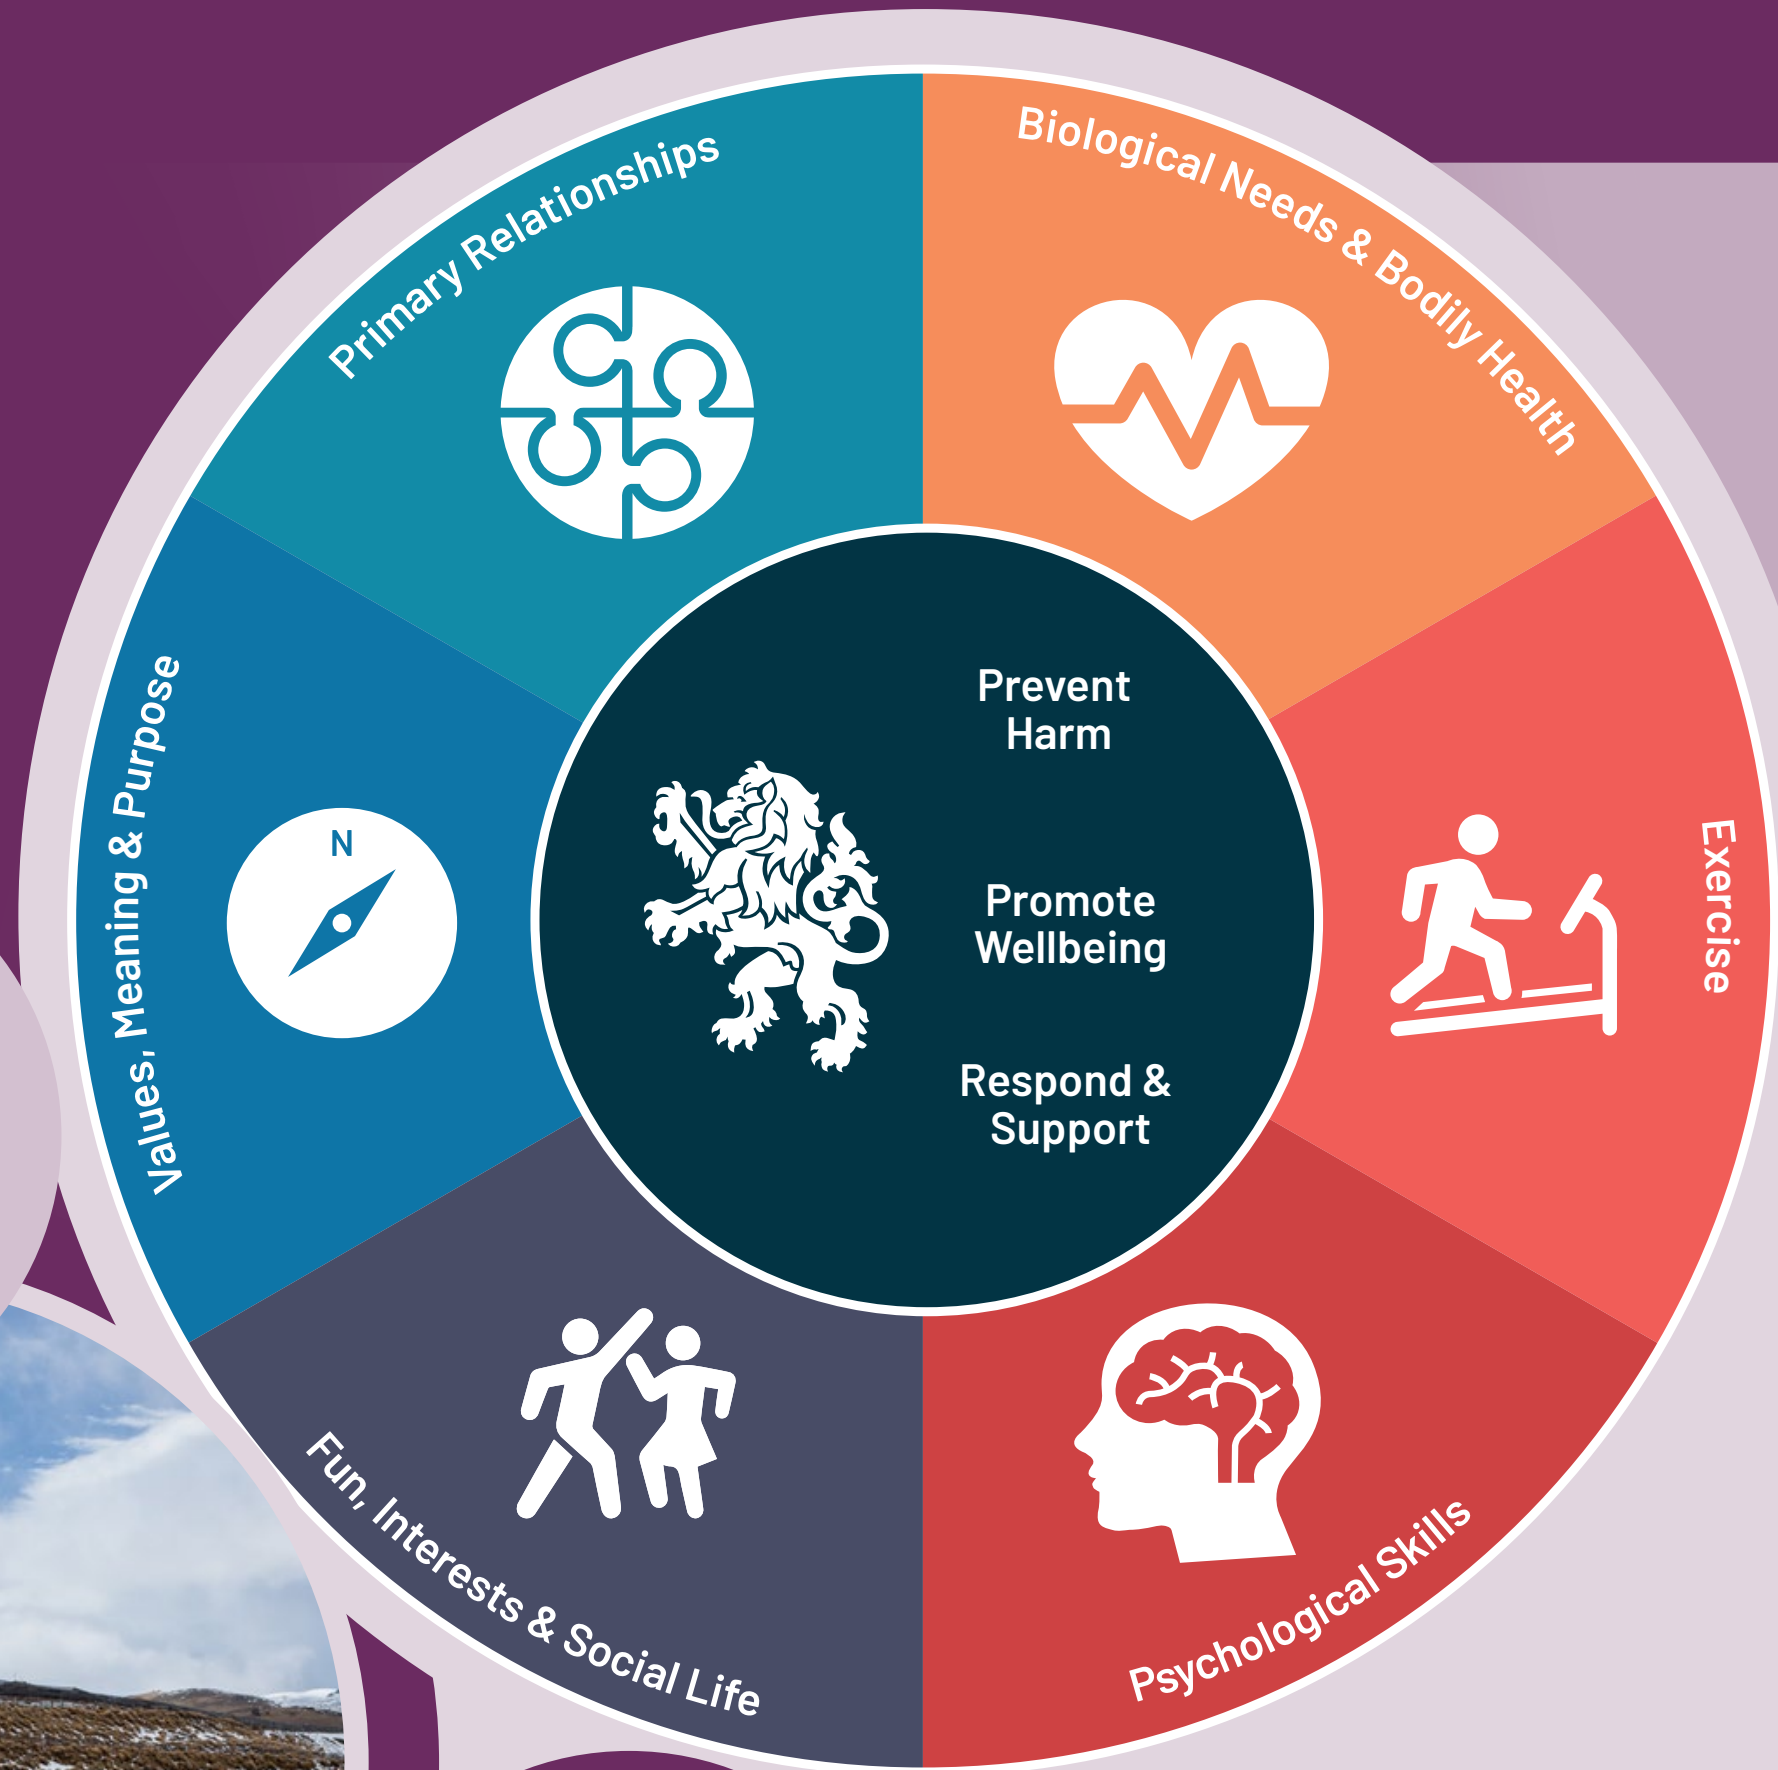 Primary Relationships
Biological Needs & Bodily Health
Exercise
Psychological Skills
Fun, Interests & Social Life
Values, Meaning & Purpose
N
Prevent
Harm
Promote
Wellbeing
Respond &
Support